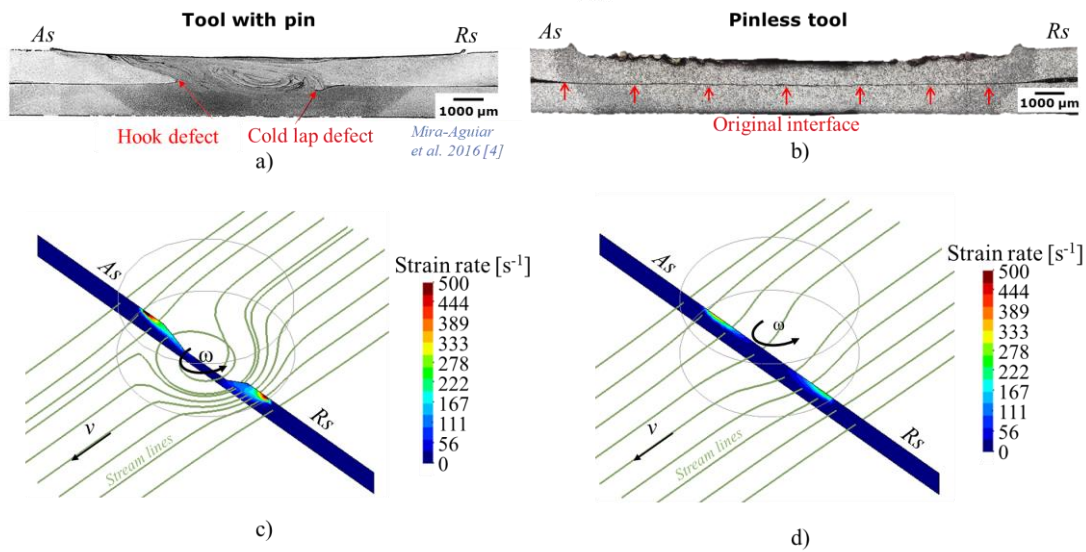 Tool with pin
As
Rs
1000 μm
Hook defect
Cold lap defect
Mira-Aguiar
et al. 2016 [4]
a)
Pinless tool
As
Rs
1000 μm
Original interface
b)
As
ω
Rs
v
Stream lines
Strain rate [s⁻¹]
500
444
389
333
278
222
167
111
56
0
c)
As
ω
Rs
v
Stream lines
Strain rate [s⁻¹]
500
444
389
333
278
222
167
111
56
0
d)